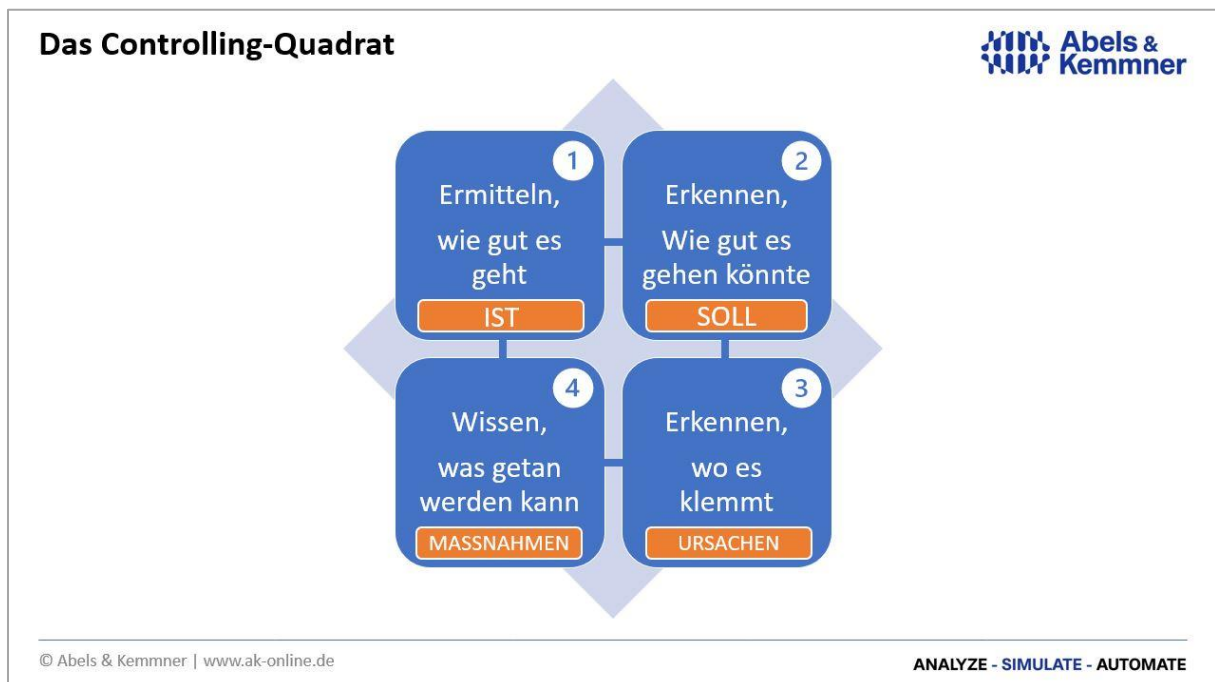 Das Controlling-Quadrat
Abels &
Kemmner
1
Ermitteln,
wie gut es
geht
IST
2
Erkennen,
Wie gut es
gehen könnte
SOLL
4
Wissen,
was getan
werden kann
MASSNAHMEN
3
Erkennen,
wo es
klemmt
URSACHEN
© Abels & Kemmner | www.ak-online.de
ANALYZE - SIMULATE - AUTOMATE